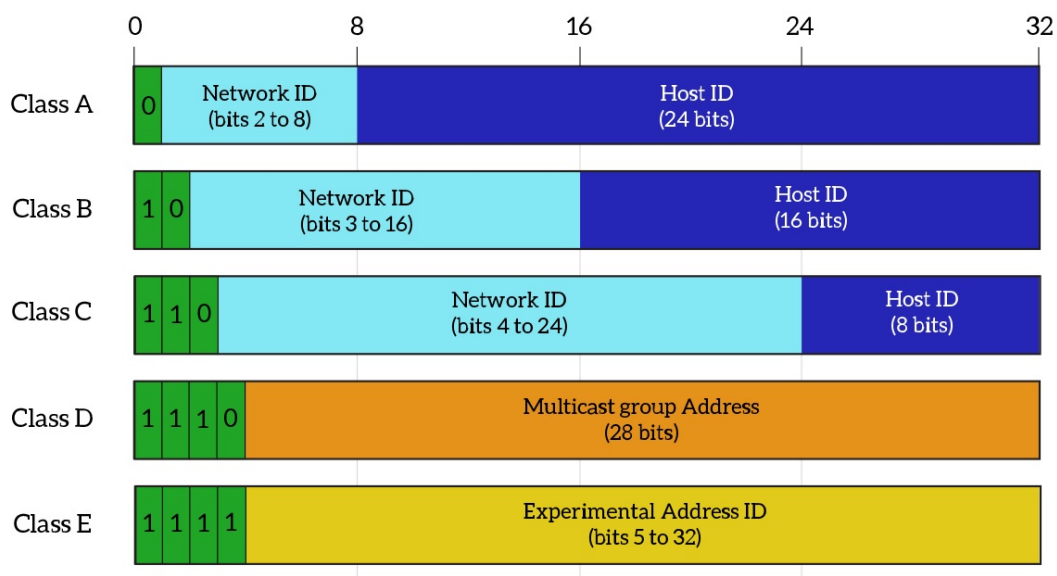 0 8 16 24 32
Class A
0
Network ID
(bits 2 to 8)
Host ID
(24 bits)
Class B
1 0
Network ID
(bits 3 to 16)
Host ID
(16 bits)
Class C
1 1 0
Network ID
(bits 4 to 24)
Host ID
(8 bits)
Class D
1 1 1 0
Multicast group Address
(28 bits)
Class E
1 1 1 1
Experimental Address ID
(bits 5 to 32)